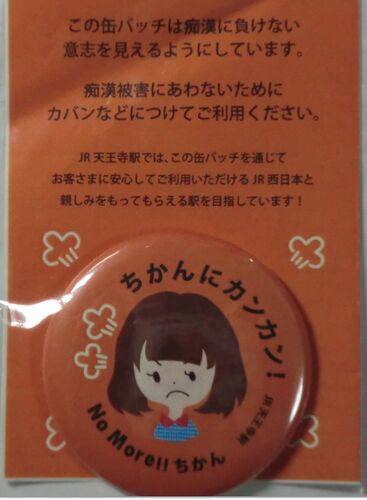 この缶バッチは痴漢に負けない
意志を見えるようにしています。
痴漢被害にあわないために
カバンなどにつけてご利用ください。
JR 天王寺駅では、この缶バッチを通じて
お客さまに安心してご利用いただける JR 西日本と
親しみをもってもらえる駅を目指しています！
ちかんにカンカン！
No More!! ちかん
JR天王寺駅